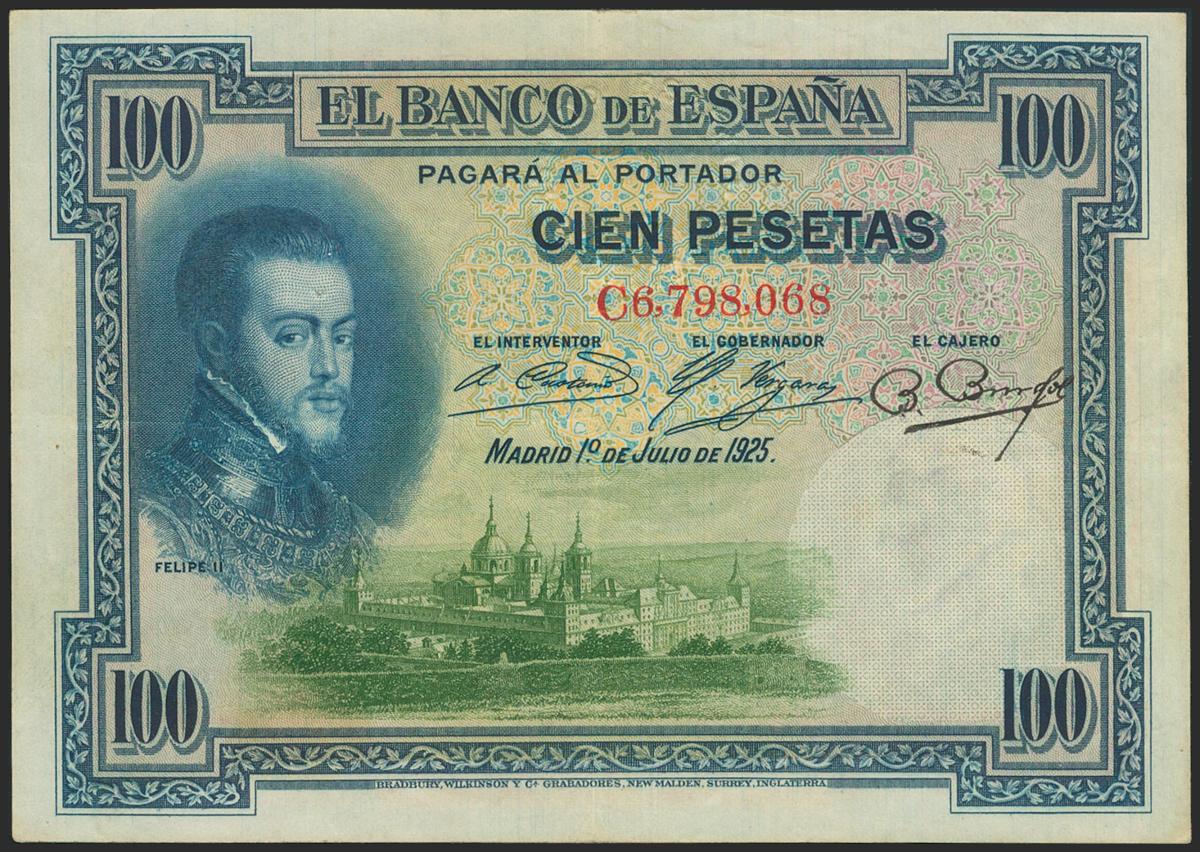 100 EL BANCO DE ESPAÑA 100
PAGARÁ AL PORTADOR
CIEN PESETAS
C6,798,068
EL INTERVENTOR EL GOBERNADOR EL CAJERO
MADRID 1º DE JULIO DE 1925.
FELIPE II
100 100
BRADBURY, WILKINSON Y Cª GRABADORES, NEW MALDEN, SURREY, INGLATERRA